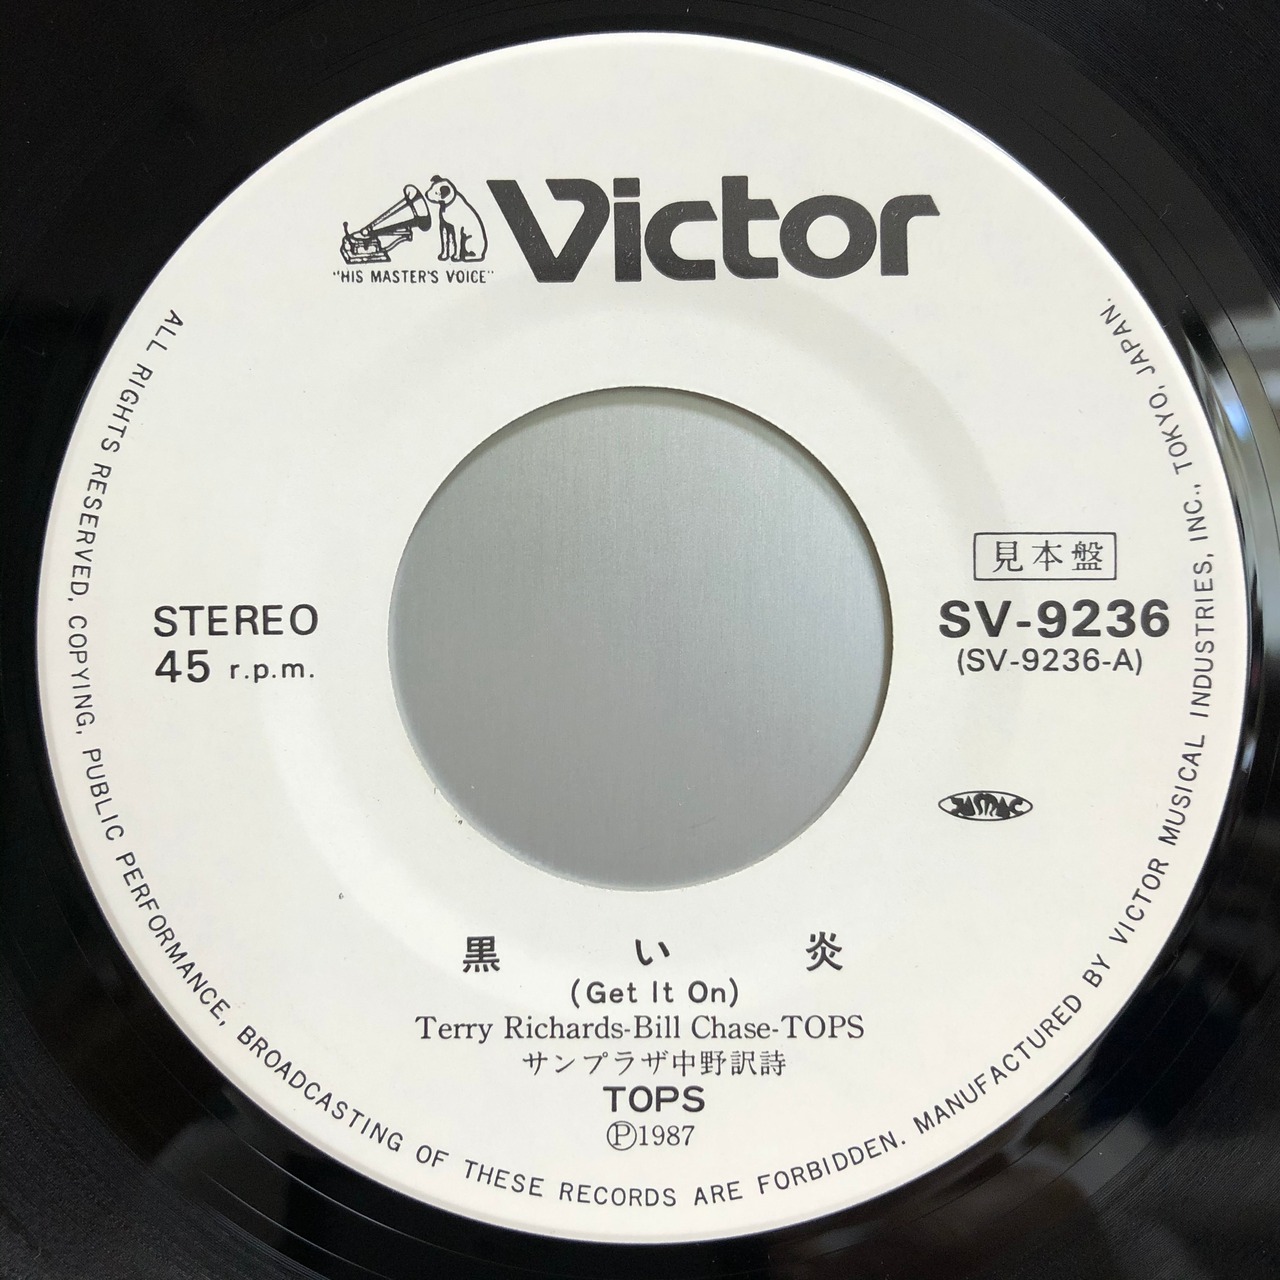 Victor
"HIS MASTER'S VOICE"
ALL RIGHTS RESERVED, COPYING, PUBLIC PERFORMANCE, BROADCASTING OF THESE RECORDS ARE FORBIDDEN. MANUFACTURED BY VICTOR MUSICAL INDUSTRIES, INC., TOKYO, JAPAN.
STEREO
45 r.p.m.
見本盤
SV-9236
(SV-9236-A)
JASRAC
黒い炎
(Get It On)
Terry Richards-Bill Chase-TOPS
サンプラザ中野訳詩
TOPS
Ⓟ1987